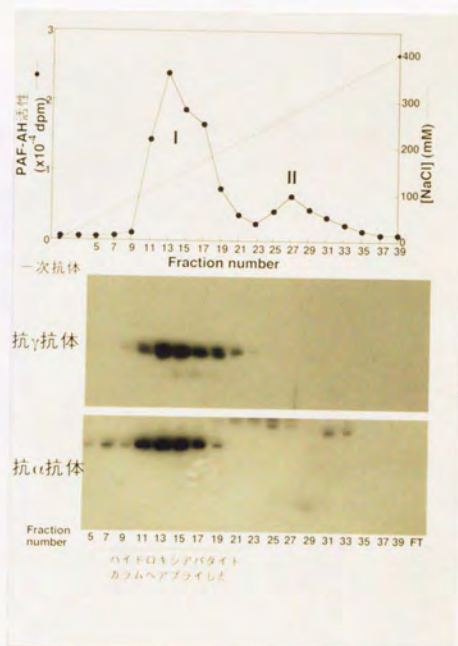 PAF-AH活性
(x10⁻⁴ dpm)
3
2
1
0
I
II
400
300
200
100
0
[NaCl] (mM)
5 7 9 11 13 15 17 19 21 23 25 27 29 31 33 35 37 39
Fraction number
一次抗体
抗γ抗体
抗α抗体
Fraction number
5 7 9 11 13 15 17 19 21 23 25 27 29 31 33 35 37 39 FT
ハイドロキシアパタイト
カラムへアプライした